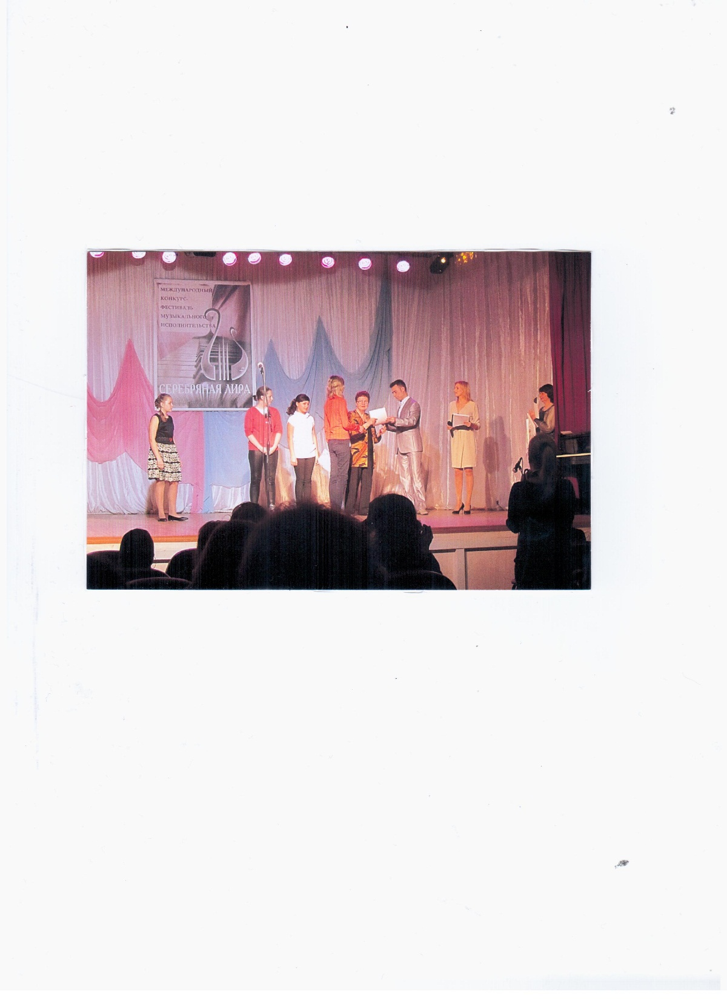 МЕЖДУНАРОДНЫЙ
КОНКУРС-
ФЕСТИВАЛЬ
МУЗЫКАЛЬНОГО
ИСПОЛНИТЕЛЬСТВА
СЕРЕБРЯНАЯ ЛИРА